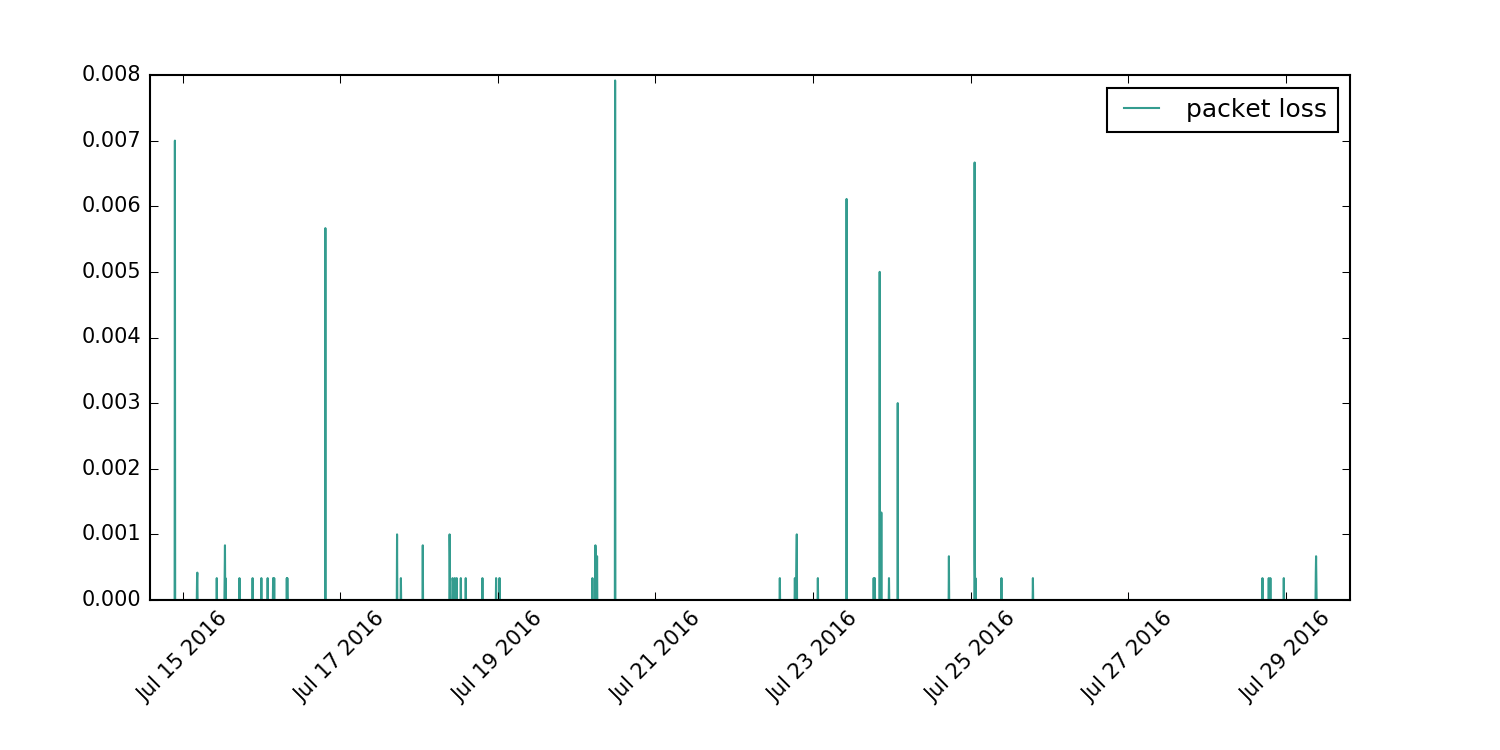 0.008
0.007
0.006
0.005
0.004
0.003
0.002
0.001
0.000
packet loss
Jul 15 2016
Jul 17 2016
Jul 19 2016
Jul 21 2016
Jul 23 2016
Jul 25 2016
Jul 27 2016
Jul 29 2016